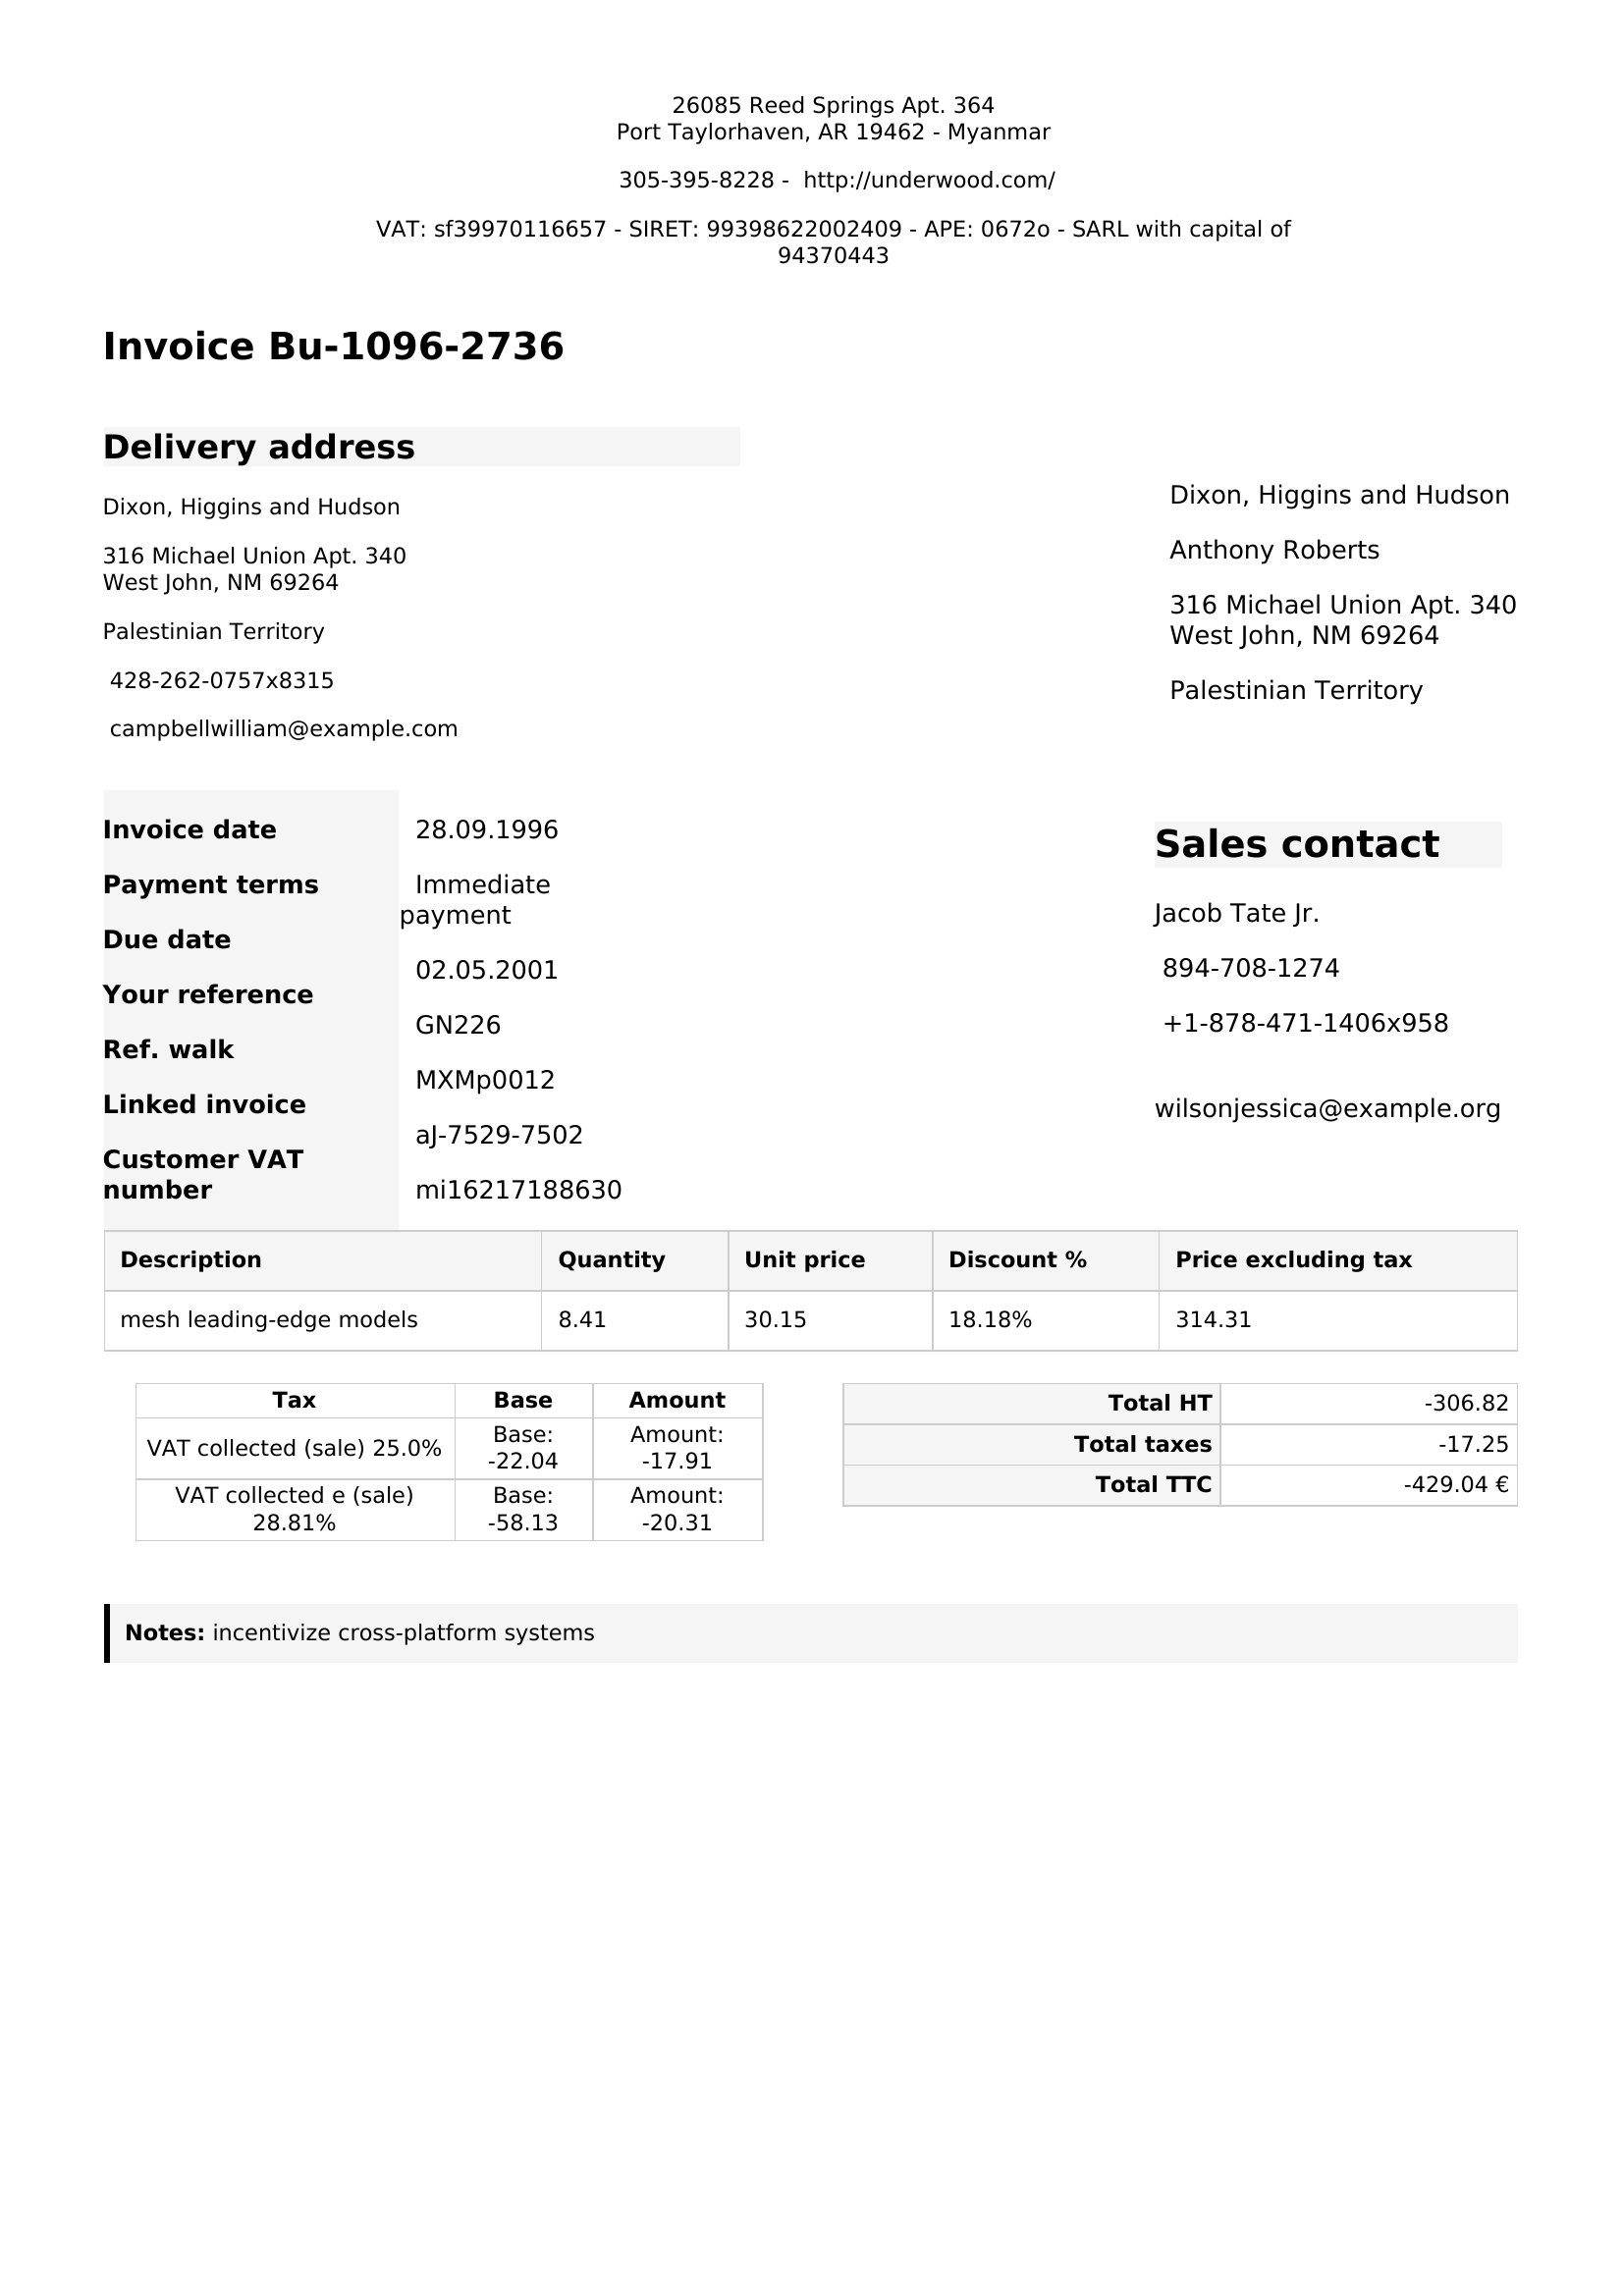 26085 Reed Springs Apt. 364
Port Taylorhaven, AR 19462 - Myanmar
305-395-8228 - http://underwood.com/
VAT: sf39970116657 - SIRET: 99398622002409 - APE: 0672o - SARL with capital of
94370443
Invoice Bu-1096-2736
Delivery address
Dixon, Higgins and Hudson
316 Michael Union Apt. 340
West John, NM 69264
Palestinian Territory
428-262-0757x8315
campbellwilliam@example.com
Dixon, Higgins and Hudson
Anthony Roberts
316 Michael Union Apt. 340
West John, NM 69264
Palestinian Territory
Invoice date
Payment terms
Due date
Your reference
Ref. walk
Linked invoice
Customer VAT
number
28.09.1996
Immediate
payment
02.05.2001
GN226
MXMp0012
aJ-7529-7502
mi16217188630
Sales contact
Jacob Tate Jr.
894-708-1274
+1-878-471-1406x958
wilsonjessica@example.org
Description Quantity Unit price Discount % Price excluding tax
mesh leading-edge models 8.41 30.15 18.18% 314.31
Tax Base Amount
VAT collected (sale) 25.0% Base: -22.04 Amount: -17.91
VAT collected e (sale) 28.81% Base: -58.13 Amount: -20.31
Total HT -306.82
Total taxes -17.25
Total TTC -429.04 €
Notes: incentivize cross-platform systems